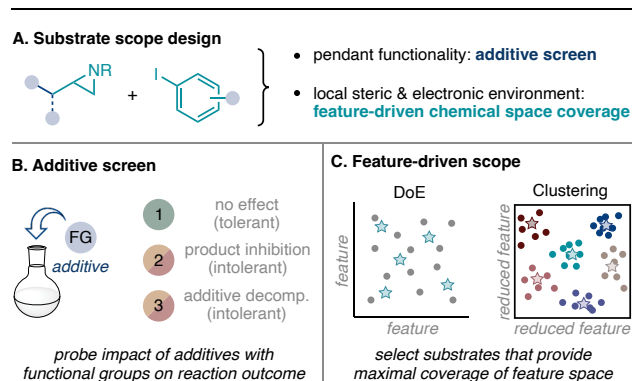 A. Substrate scope design
NR
+
I
• pendant functionality: additive screen
• local steric & electronic environment:
feature-driven chemical space coverage
B. Additive screen
FG
additive
1
no effect
(tolerant)
2
product inhibition
(intolerant)
3
additive decomp.
(intolerant)
probe impact of additives with
functional groups on reaction outcome
C. Feature-driven scope
DoE
feature
feature
Clustering
reduced feature
reduced feature
select substrates that provide
maximal coverage of feature space